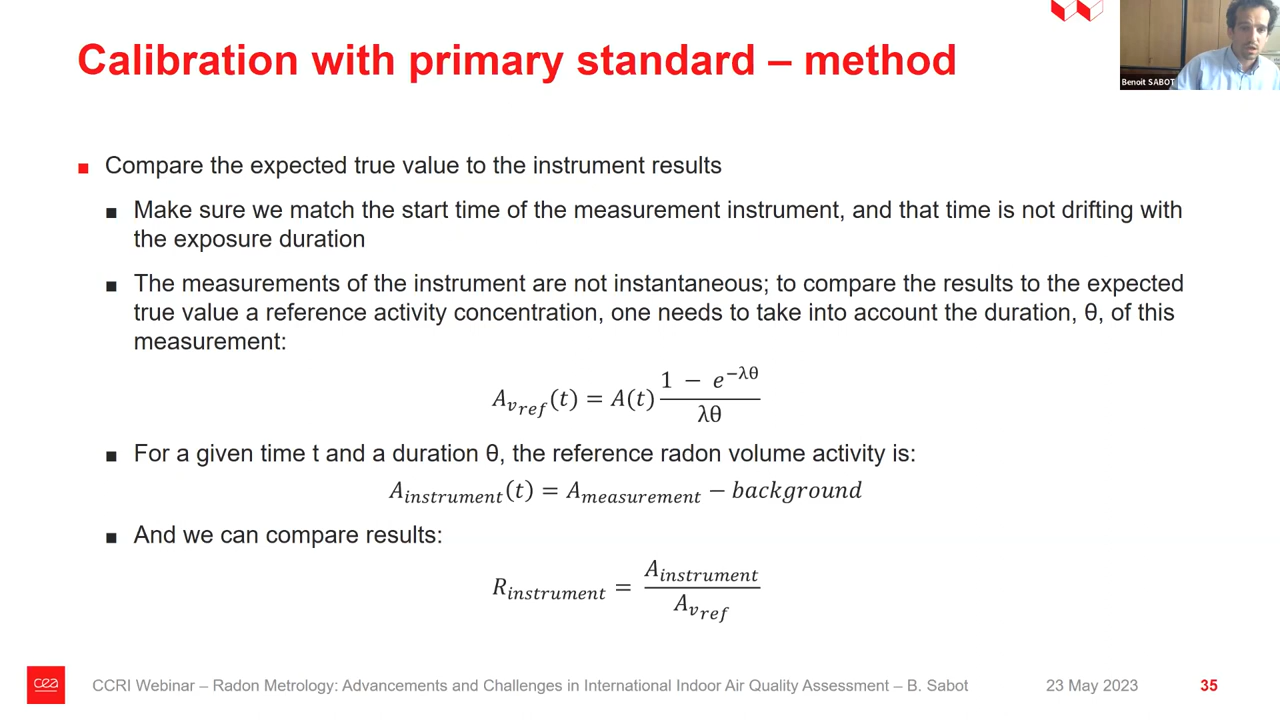 Calibration with primary standard – method
Benoit SABOT
■ Compare the expected true value to the instrument results
■ Make sure we match the start time of the measurement instrument, and that time is not drifting with
the exposure duration
■ The measurements of the instrument are not instantaneous; to compare the results to the expected
true value a reference activity concentration, one needs to take into account the duration, θ, of this
measurement:
A_{v_{ref}}(t) = A(t) \frac{1 − e^{−λθ}}{λθ}
■ For a given time t and a duration θ, the reference radon volume activity is:
A_{instrument}(t) = A_{measurement} − background
■ And we can compare results:
R_{instrument} = \frac{A_{instrument}}{A_{v_{ref}}}
cea
CCRI Webinar – Radon Metrology: Advancements and Challenges in International Indoor Air Quality Assessment – B. Sabot
23 May 2023
35